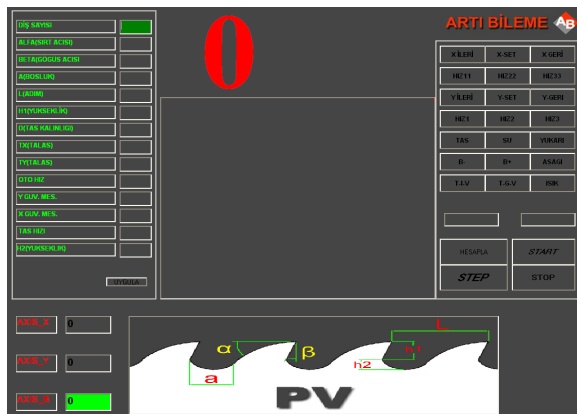 DİŞ SAYISI
ALFA(SIRT ACISI)
BETA(GOGUS ACISI
A(BOSLUK)
L(ADIM)
H1(YUKSEKLİK)
D(TAS KALINLIGI)
TX(TALAS)
TY(TALAS)
OTO HIZ
Y GUV. MES.
X GUV. MES.
TAS HIZI
H2(YUKSEKLIK)
UYGULA
0
ARTI BİLEME AB
X İLERİ X-SET X GERİ
HIZ11 HIZ22 HIZ33
Y İLERİ Y-SET Y-GERI
HIZ1 HIZ2 HIZ3
TAS SU YUKARI
B- B+ ASAGI
T-I-V T-G-V ISIK
HESAPLA START
STEP STOP
AXIS_X 0
AXIS_Y 0
AXIS_B 0
L
α β h1
h2
a
PV